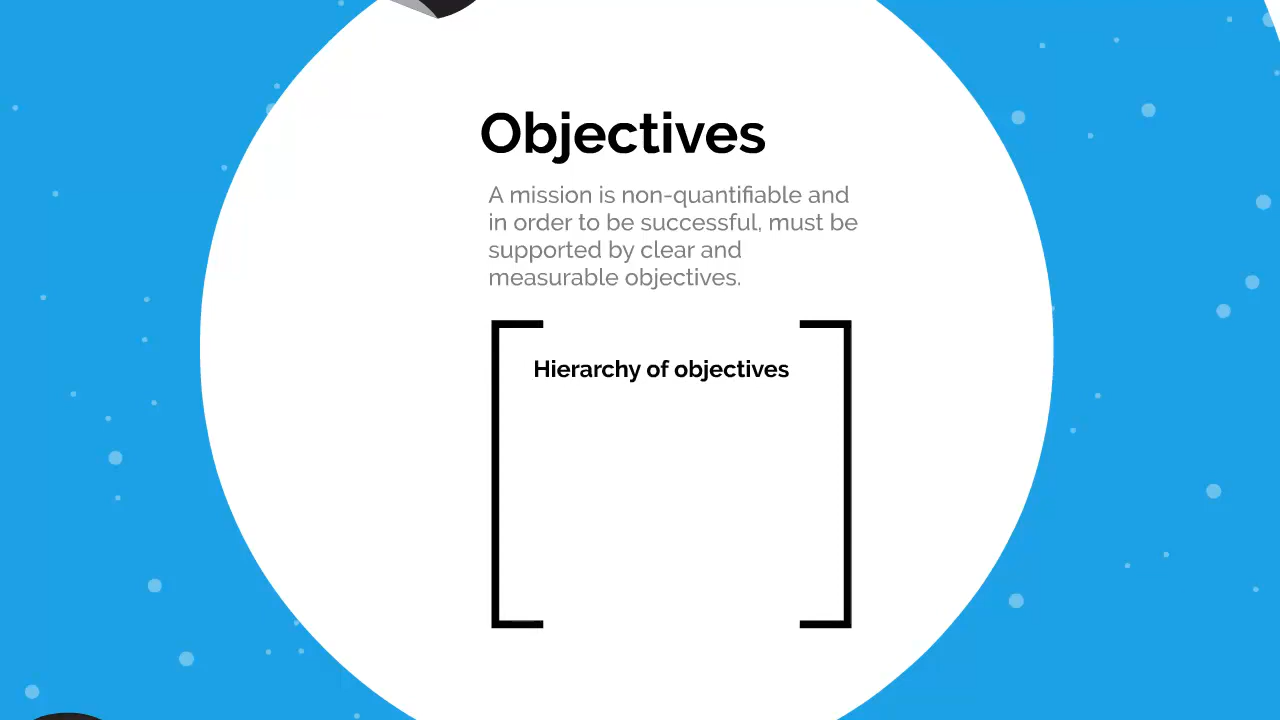 Objectives
A mission is non-quantifiable and
in order to be successful, must be
supported by clear and
measurable objectives.
Hierarchy of objectives